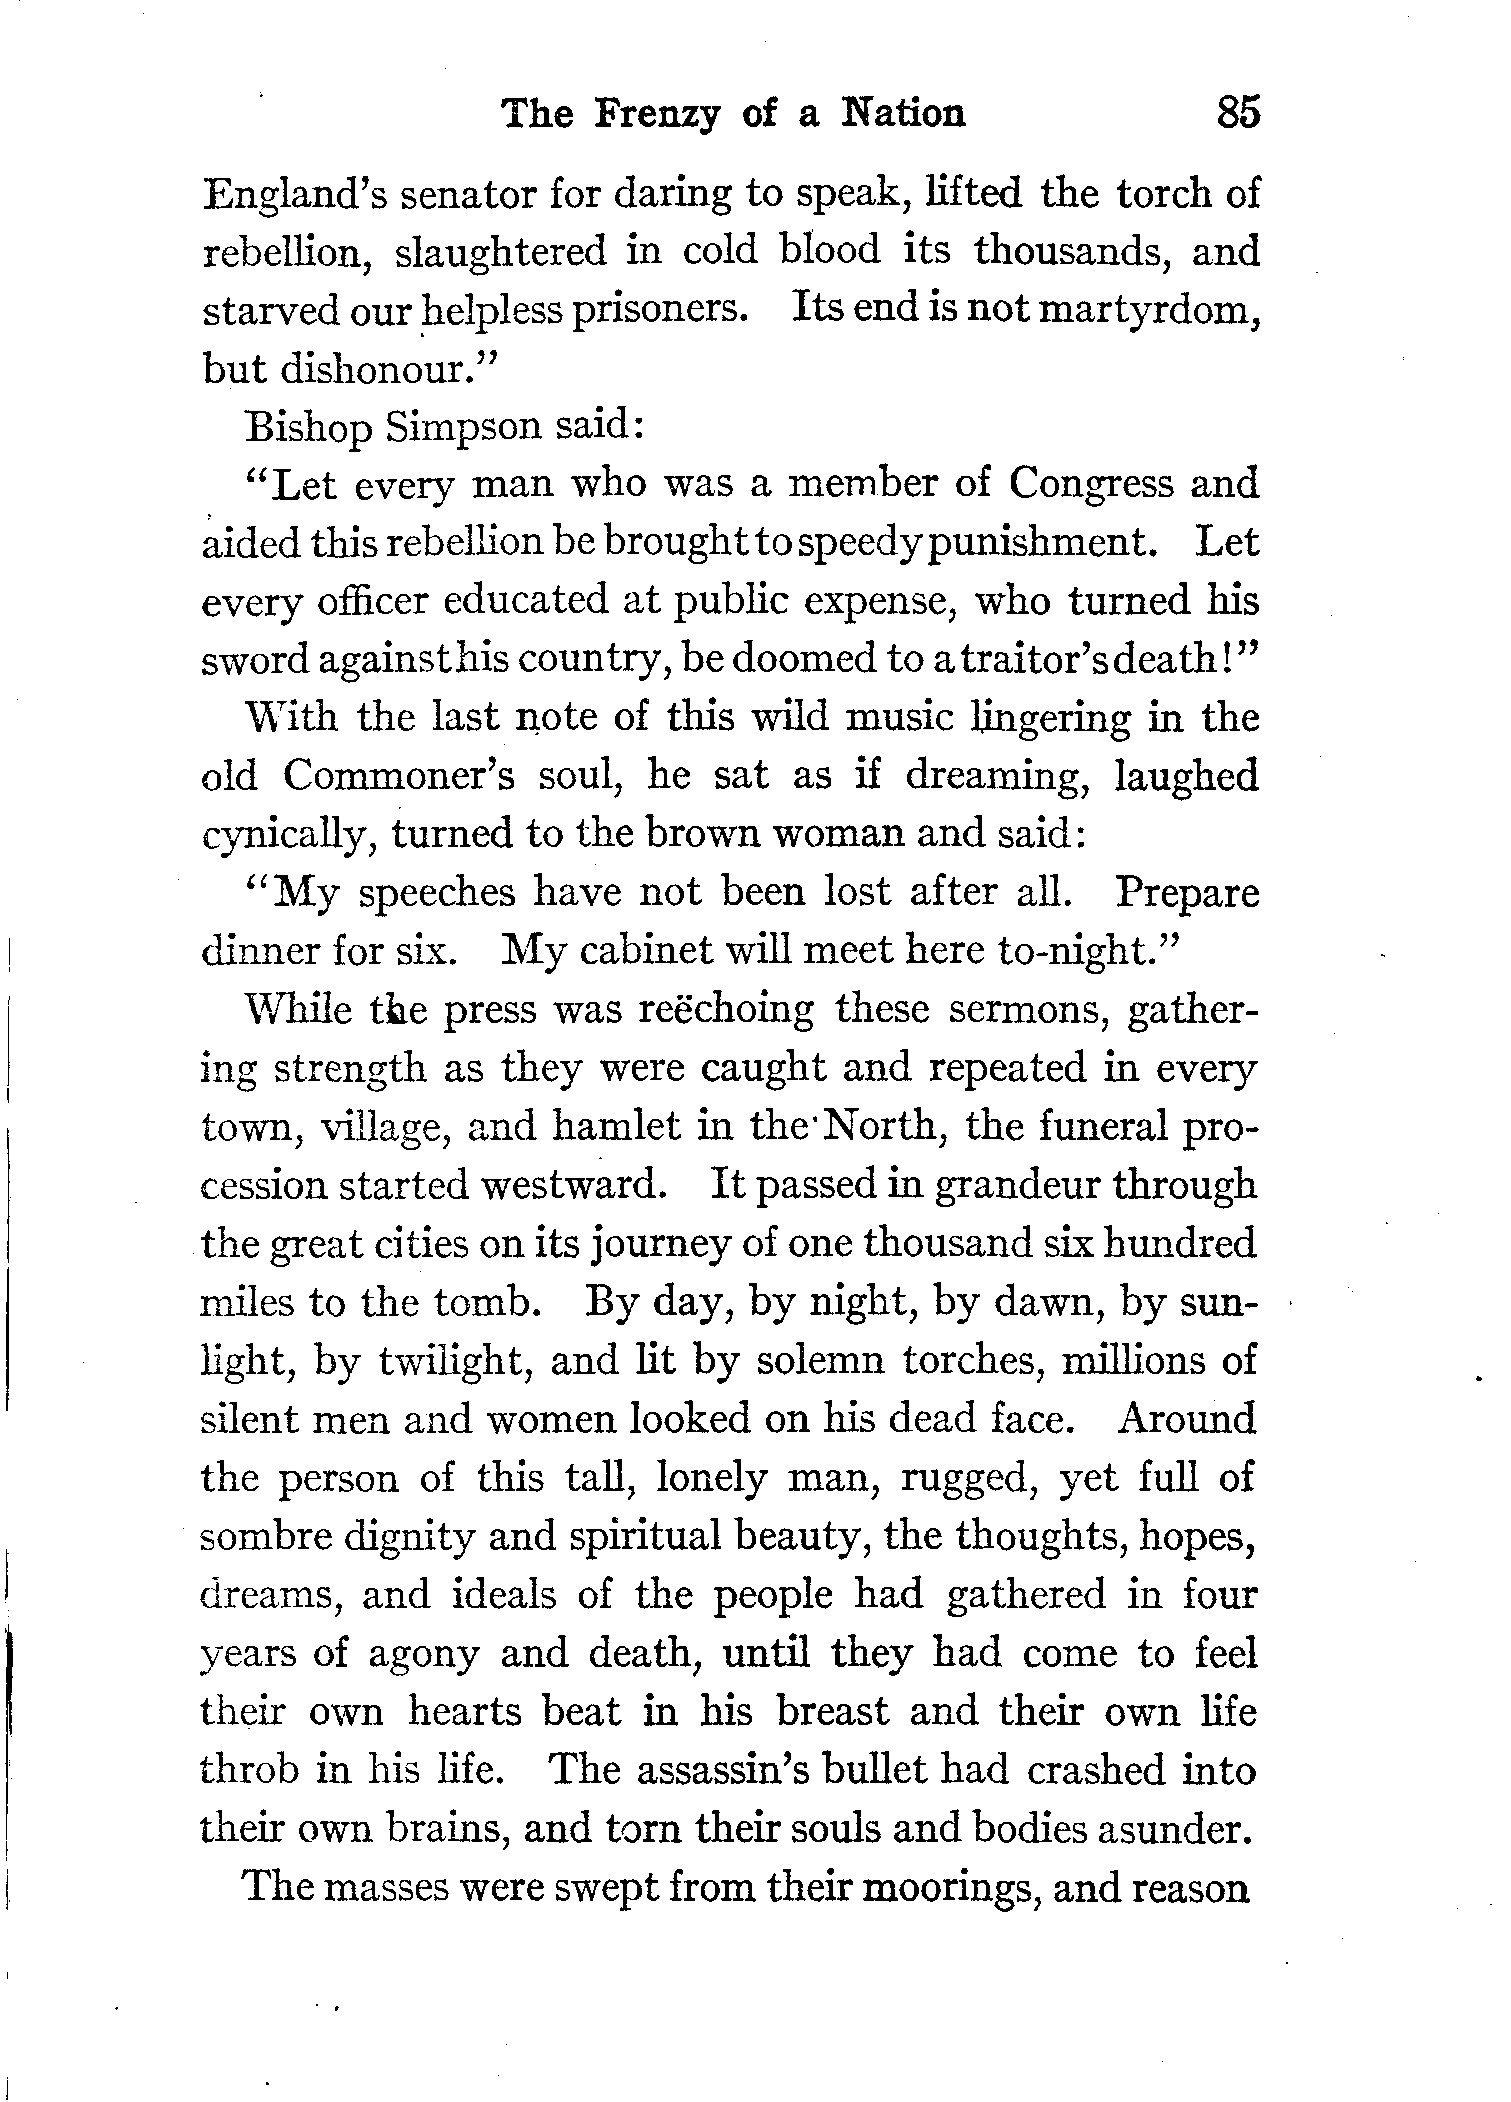 The Frenzy of a Nation 85
England's senator for daring to speak, lifted the torch of
rebellion, slaughtered in cold blood its thousands, and
starved our helpless prisoners. Its end is not martyrdom,
but dishonour."
Bishop Simpson said:
"Let every man who was a member of Congress and
aided this rebellion be brought to speedy punishment. Let
every officer educated at public expense, who turned his
sword against his country, be doomed to a traitor's death!"
With the last note of this wild music lingering in the
old Commoner's soul, he sat as if dreaming, laughed
cynically, turned to the brown woman and said:
"My speeches have not been lost after all. Prepare
dinner for six. My cabinet will meet here to-night."
While the press was reëchoing these sermons, gather-
ing strength as they were caught and repeated in every
town, village, and hamlet in the North, the funeral pro-
cession started westward. It passed in grandeur through
the great cities on its journey of one thousand six hundred
miles to the tomb. By day, by night, by dawn, by sun-
light, by twilight, and lit by solemn torches, millions of
silent men and women looked on his dead face. Around
the person of this tall, lonely man, rugged, yet full of
sombre dignity and spiritual beauty, the thoughts, hopes,
dreams, and ideals of the people had gathered in four
years of agony and death, until they had come to feel
their own hearts beat in his breast and their own life
throb in his life. The assassin's bullet had crashed into
their own brains, and torn their souls and bodies asunder.
The masses were swept from their moorings, and reason